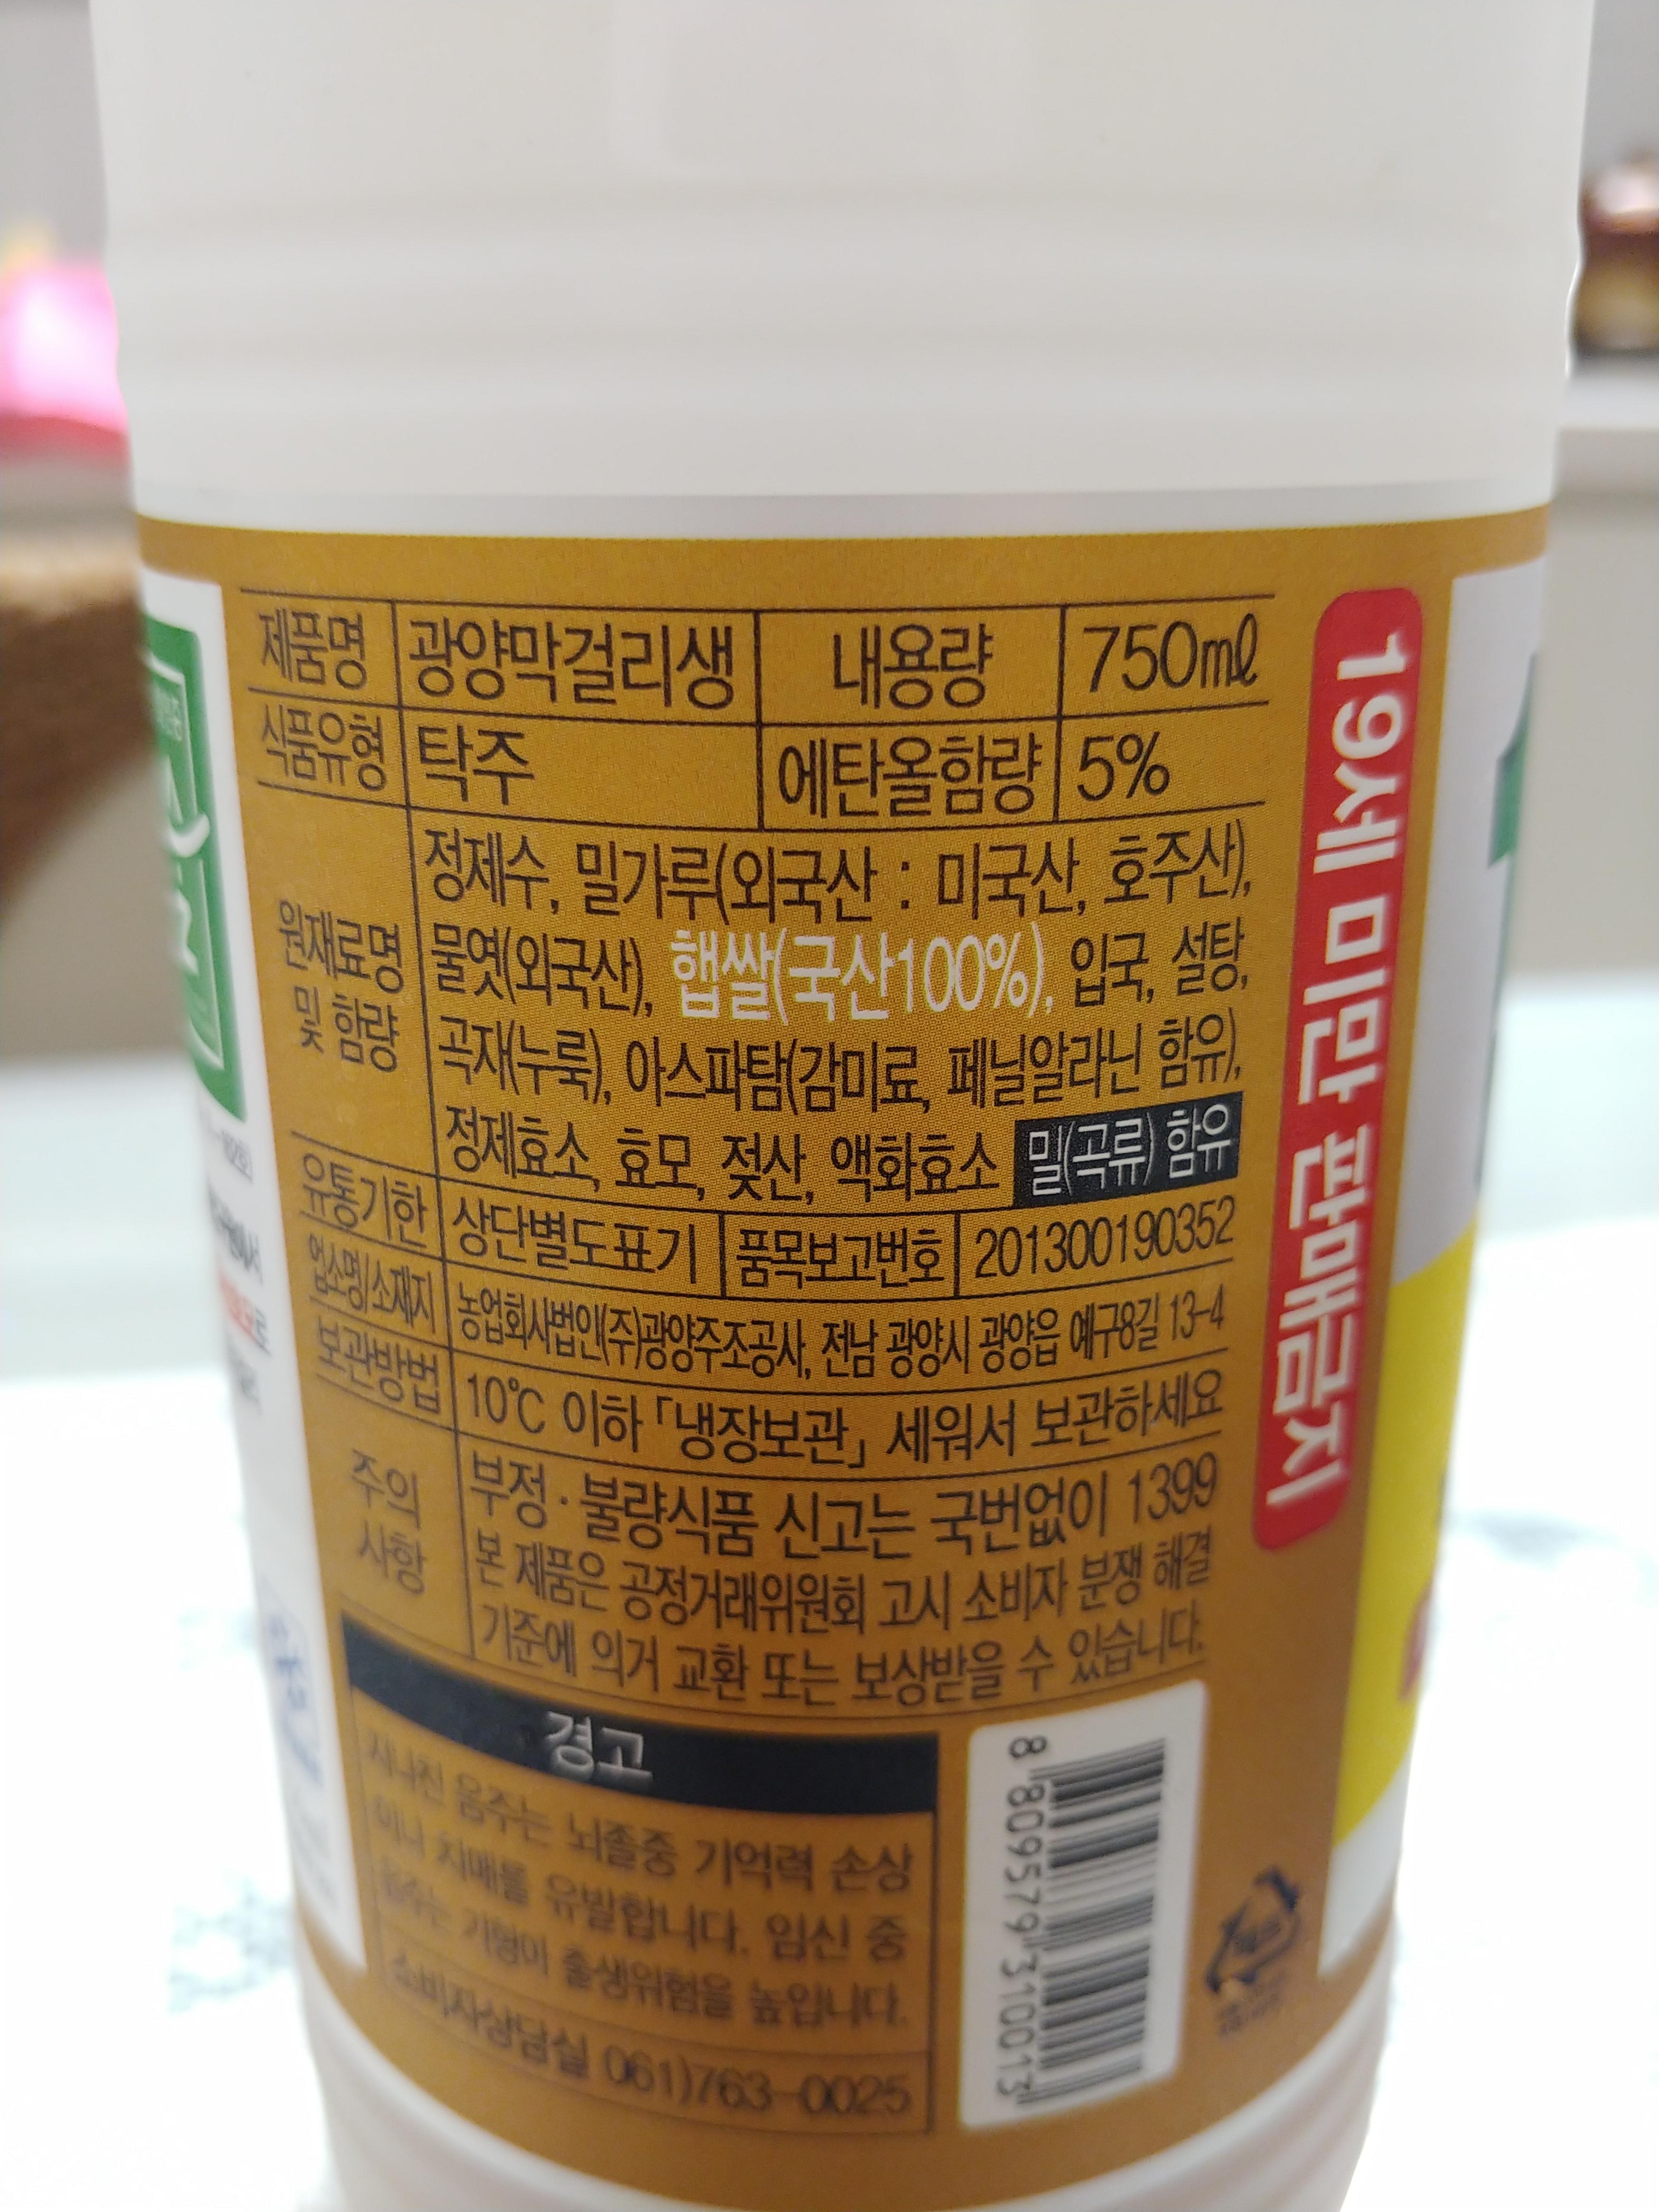 제품명 광양막걸리생 내용량 750㎖
식품유형 탁주 에탄올함량 5%
원재료명 및 함량
정제수, 밀가루(외국산 : 미국산, 호주산),
물엿(외국산), 햅쌀(국산100%), 입국, 설탕,
곡자(누룩), 아스파탐(감미료, 페닐알라닌 함유),
정제효소, 효모, 젖산, 액화효소 밀(곡류) 함유
유통기한 상단별도표기 품목보고번호 201300190352
업소명/소재지 농업회사법인(주)광양주조공사, 전남 광양시 광양읍 예구8길 13-4
보관방법 10℃ 이하 「냉장보관」 세워서 보관하세요
주의
사항
부정·불량식품 신고는 국번없이 1399
본 제품은 공정거래위원회 고시 소비자 분쟁 해결
기준에 의거 교환 또는 보상받을 수 있습니다.
경고
지나친 음주는 뇌졸중 기억력 손상
이나 치매를 유발합니다. 임신 중
음주는 기형아 출생위험을 높입니다.
소비자상담실 061)763-0025
8 809579 310013
19세 미만 판매금지